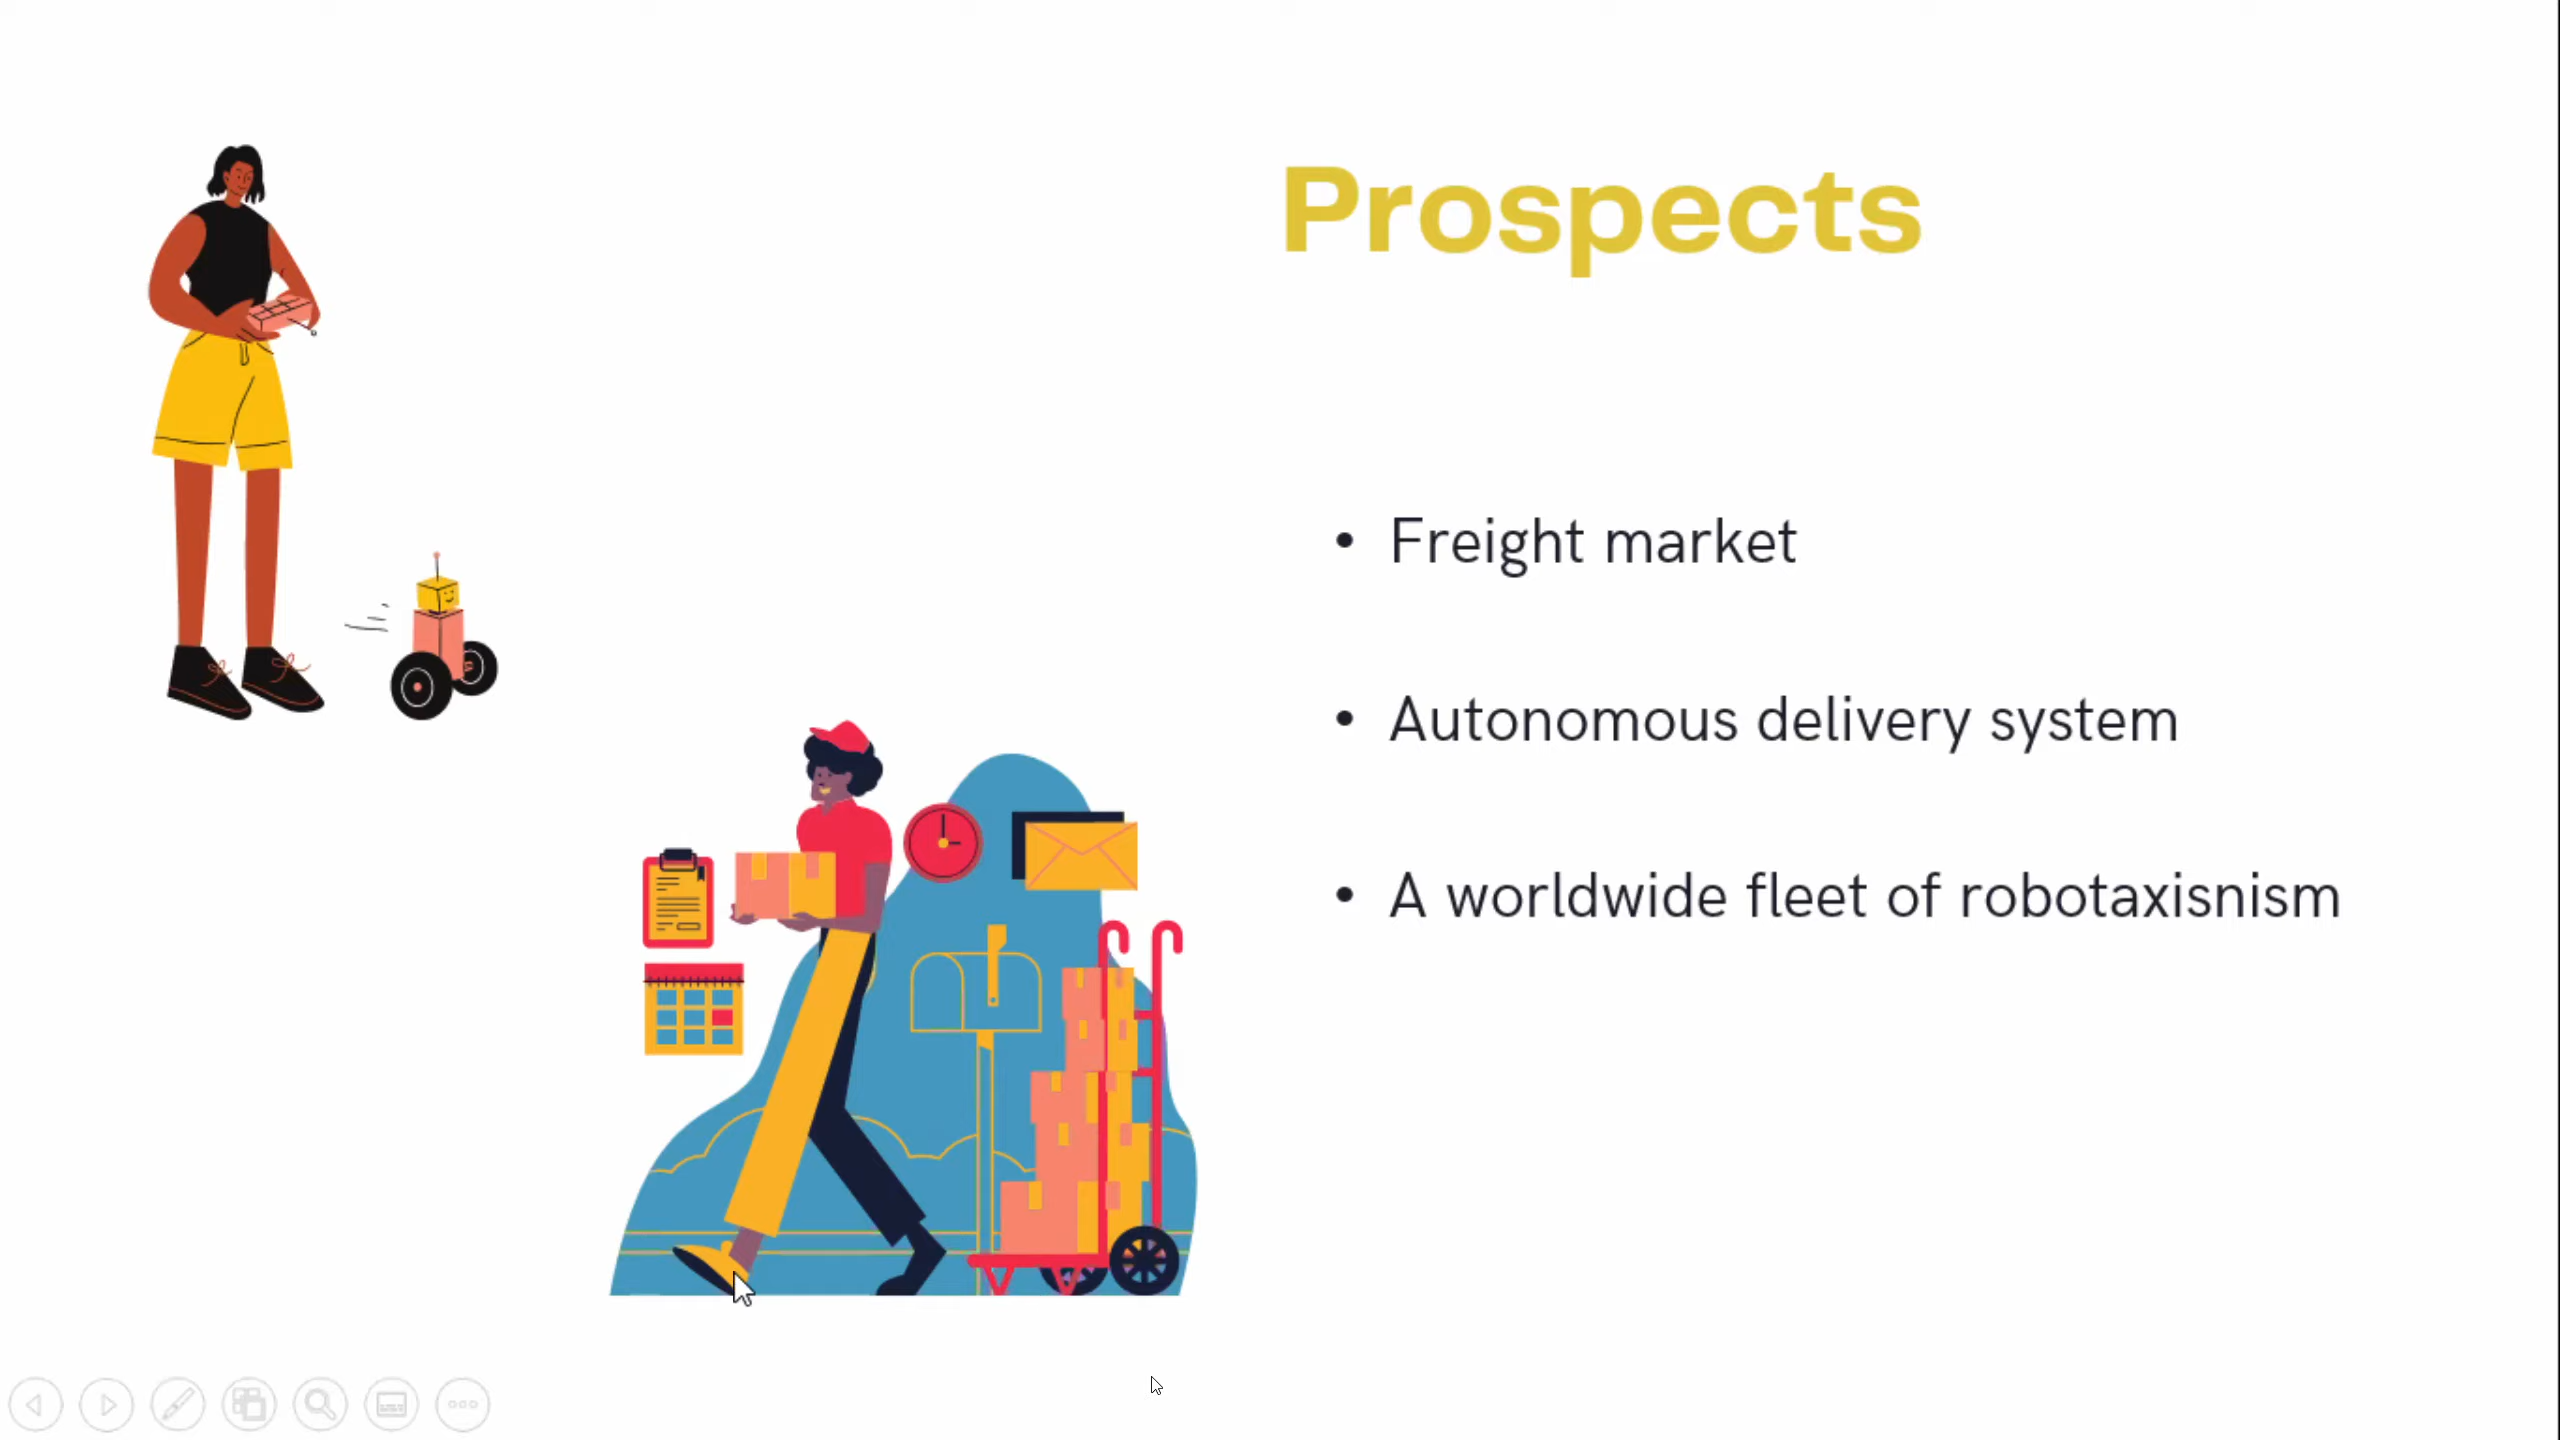 Prospects
• Freight market
• Autonomous delivery system
• A worldwide fleet of robotaxisnism